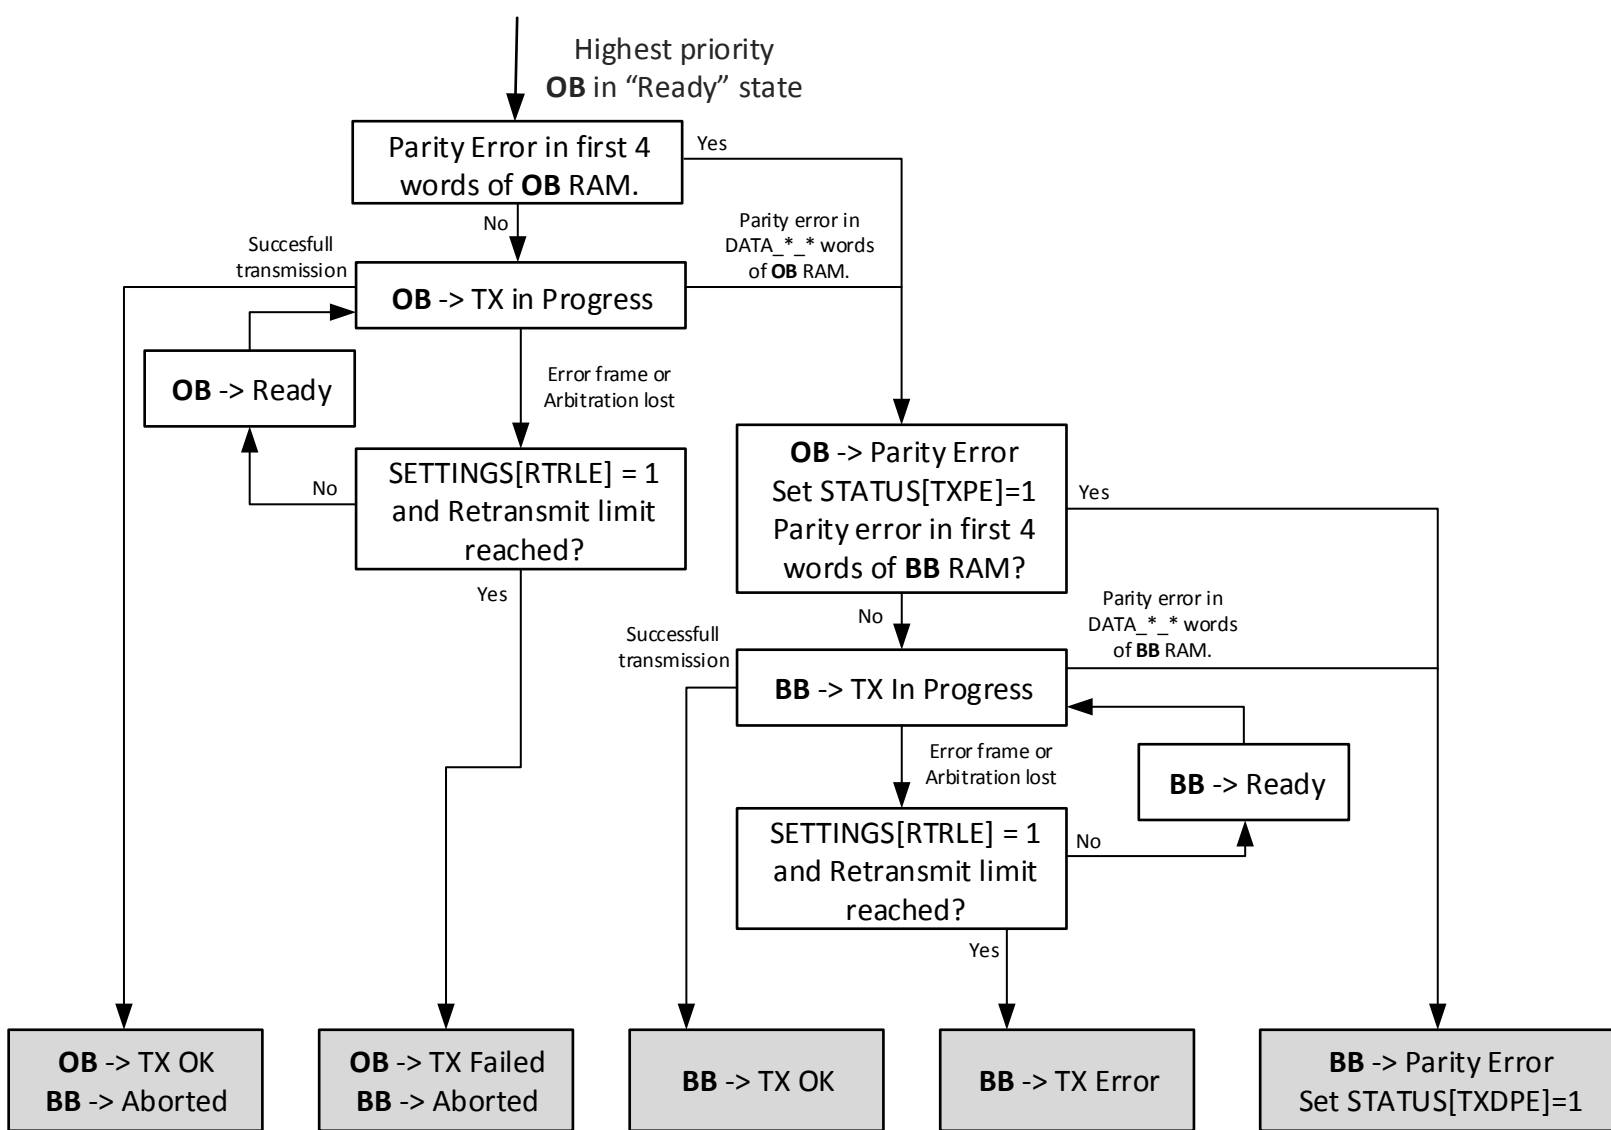 Highest priority
OB in “Ready” state
Parity Error in first 4
words of OB RAM.
Yes
No
Succesfull
transmission
Parity error in
DATA_*_* words
of OB RAM.
OB -> TX in Progress
OB -> Ready
Error frame or
Arbitration lost
SETTINGS[RTRLE] = 1
and Retransmit limit
reached?
No
Yes
OB -> Parity Error
Set STATUS[TXPE]=1
Parity error in first 4
words of BB RAM?
Yes
No
Successfull
transmission
Parity error in
DATA_*_* words
of BB RAM.
BB -> TX In Progress
Error frame or
Arbitration lost
BB -> Ready
SETTINGS[RTRLE] = 1
and Retransmit limit
reached?
No
Yes
OB -> TX OK
BB -> Aborted
OB -> TX Failed
BB -> Aborted
BB -> TX OK
BB -> TX Error
BB -> Parity Error
Set STATUS[TXDPE]=1